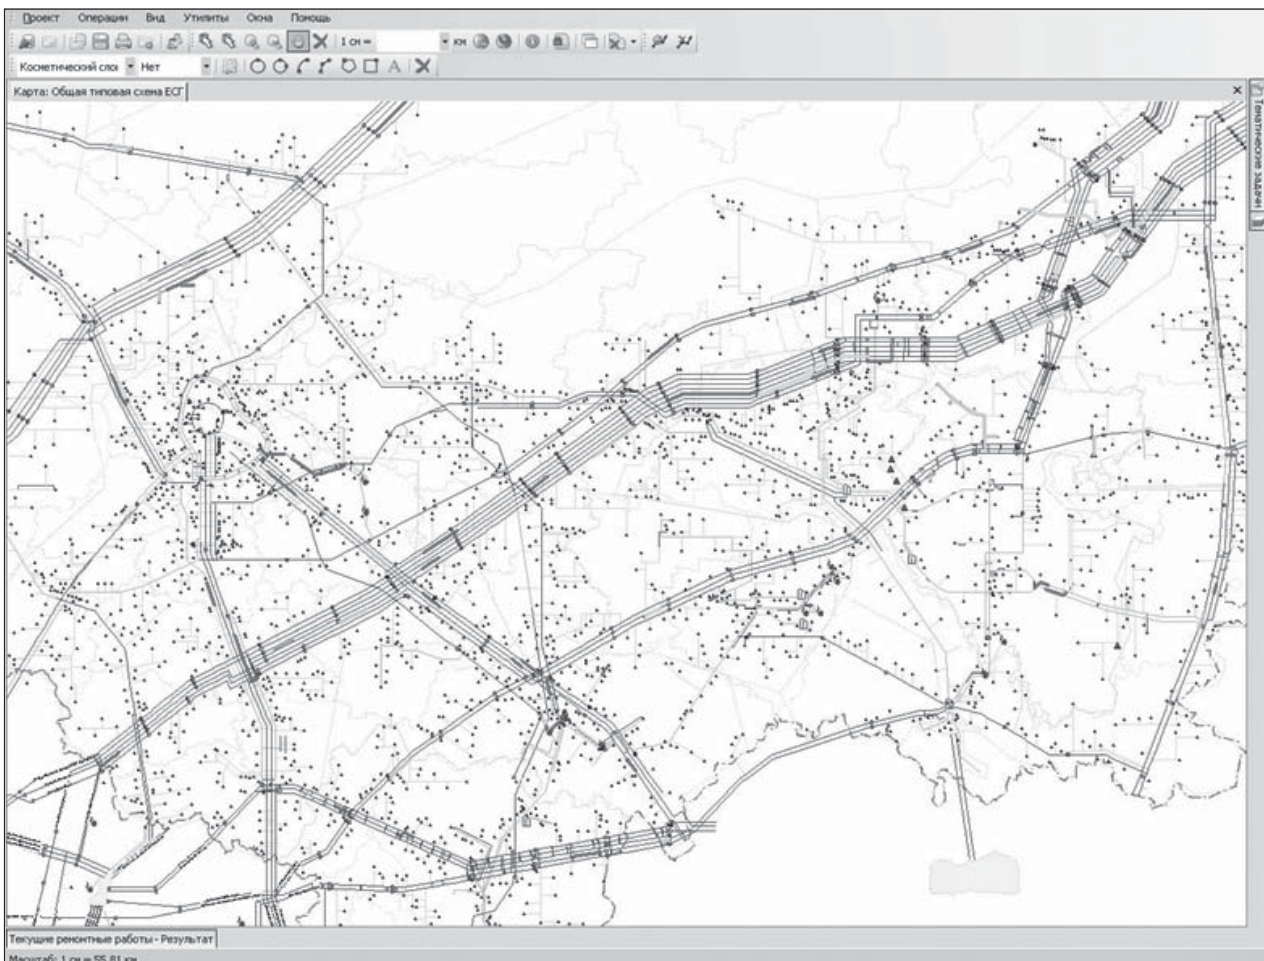 Проект Операции Вид Утилиты Окна Помощь
1 см = км
Косметический слой Нет A
Карта: Общая типовая схема ЕСГ
Тематические задачи
Текущие ремонтные работы - Результат
Масштаб: 1 см = 55.81 км